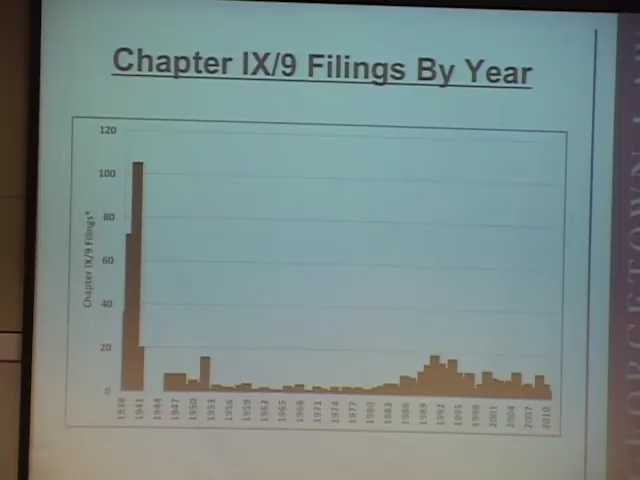 Chapter IX/9 Filings By Year
120
100
80
60
40
20
0
Chapter IX/9 Filings*
1938 1941 1944 1947 1950 1953 1956 1959 1962 1965 1968 1971 1974 1977 1980 1983 1986 1989 1992 1995 1998 2001 2004 2007 2010
GEORGETOWN LAW